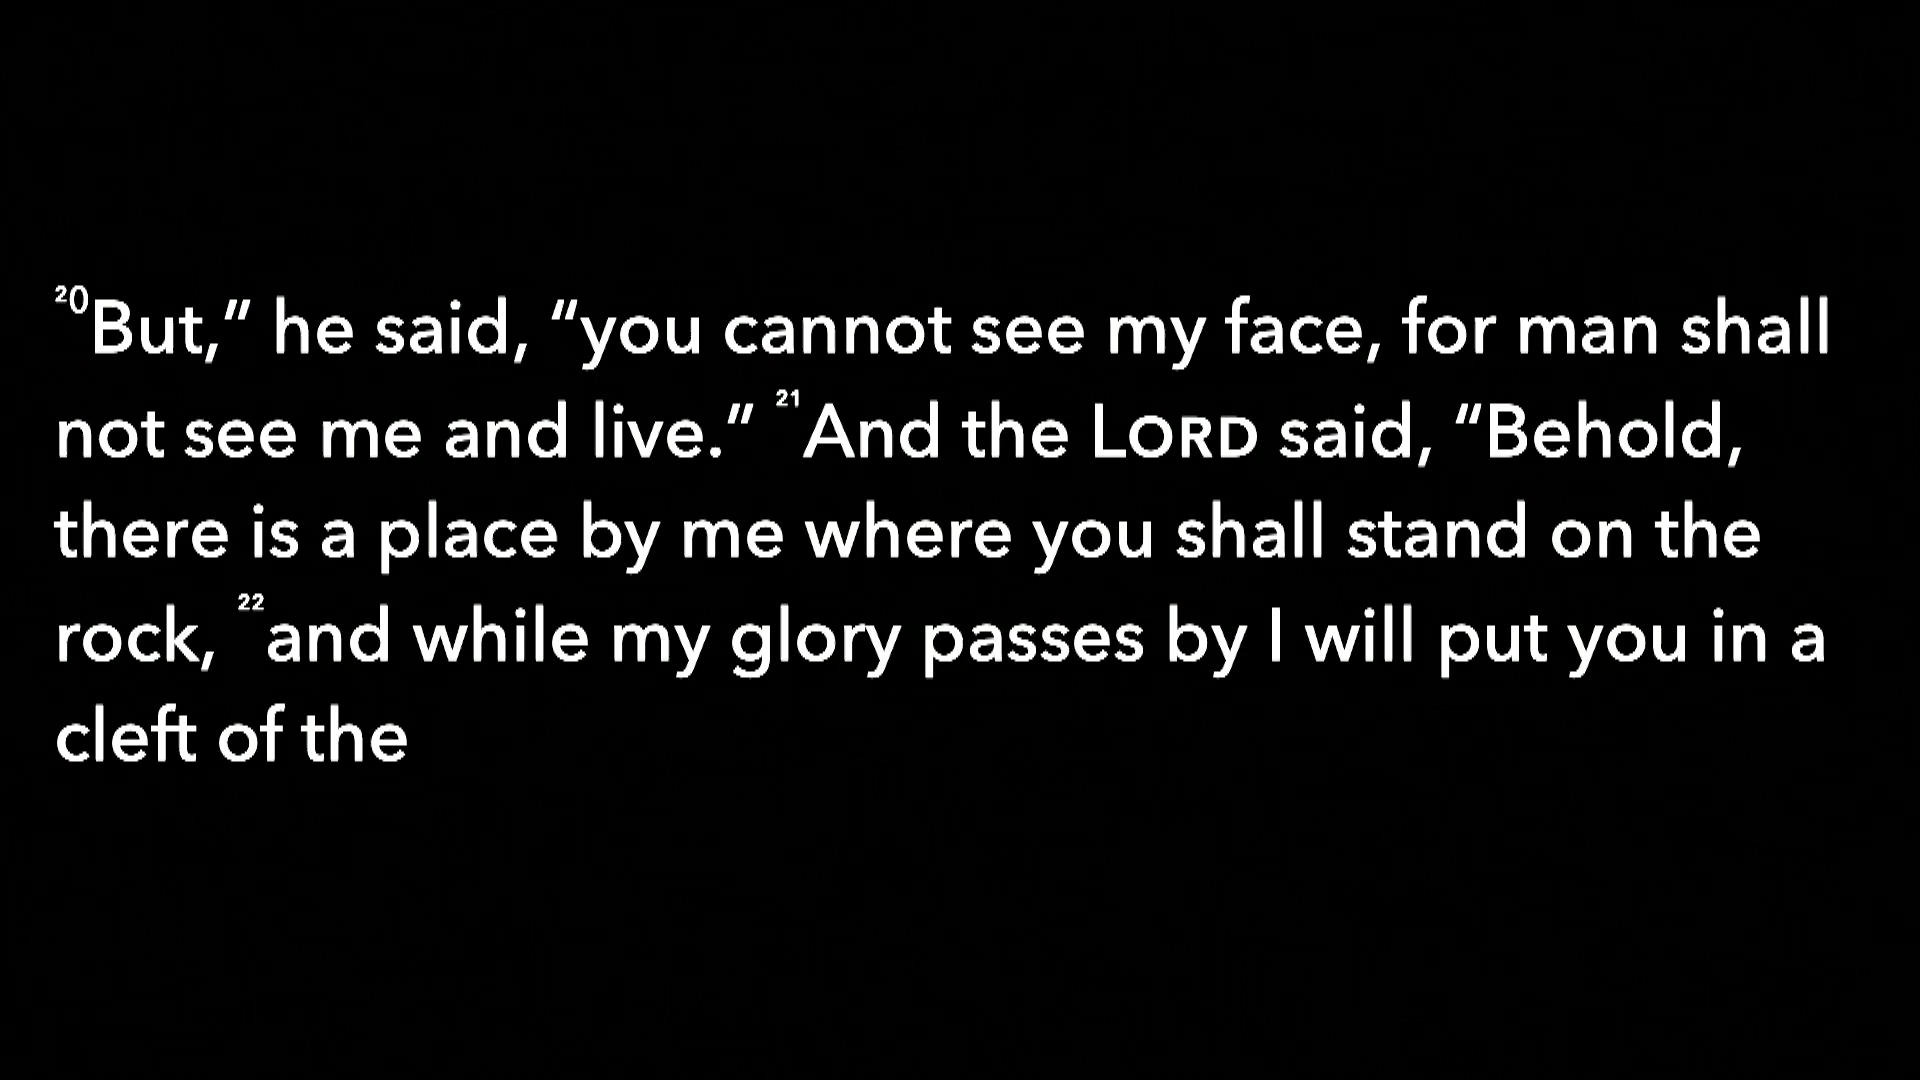 ²⁰But,” he said, “you cannot see my face, for man shall
not see me and live.” ²¹And the LORD said, “Behold,
there is a place by me where you shall stand on the
rock, ²²and while my glory passes by I will put you in a
cleft of the